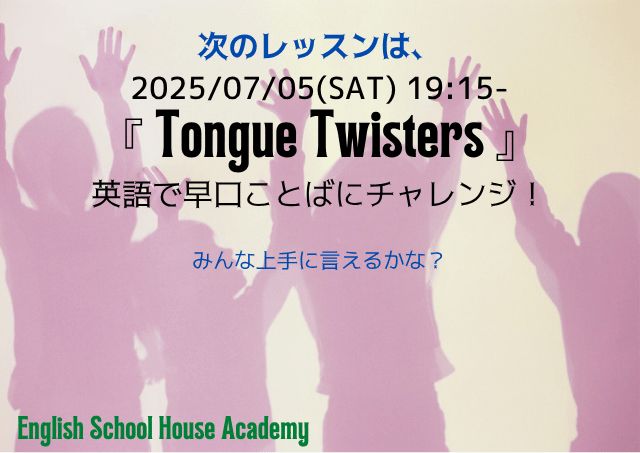 次のレッスンは、
2025/07/05(SAT) 19:15-
『 Tongue Twisters 』
英語で早口ことばにチャレンジ！
みんな上手に言えるかな？
English School House Academy